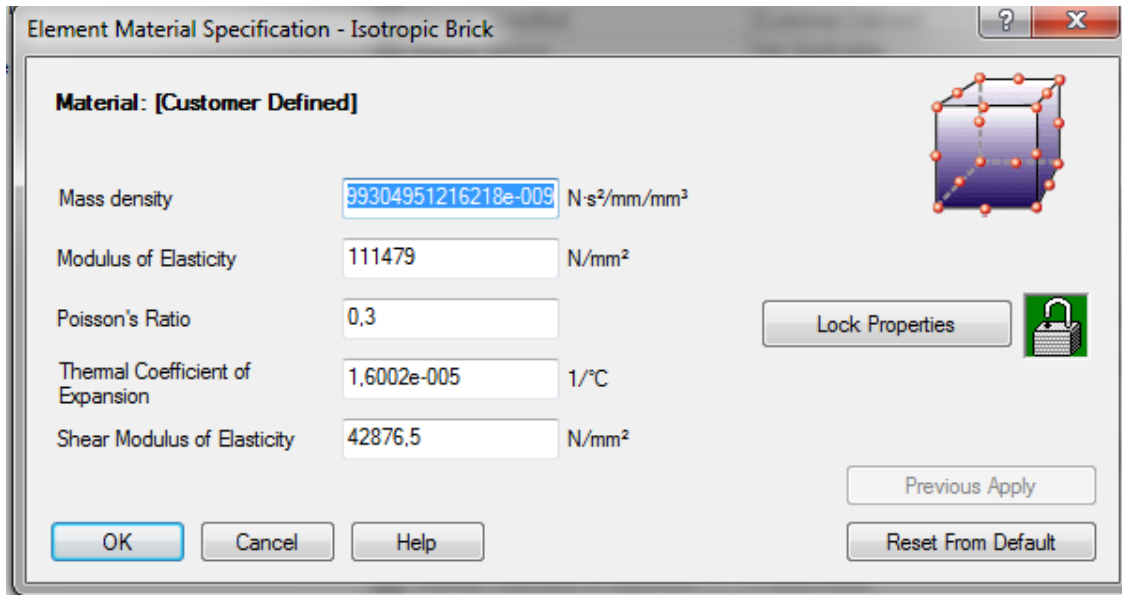 Element Material Specification - Isotropic Brick
Material: [Customer Defined]
Mass density 99304951216218e-009 N·s²/mm/mm³
Modulus of Elasticity 111479 N/mm²
Poisson's Ratio 0,3
Lock Properties
Thermal Coefficient of
Expansion 1,6002e-005 1/°C
Shear Modulus of Elasticity 42876,5 N/mm²
Previous Apply
OK Cancel Help Reset From Default